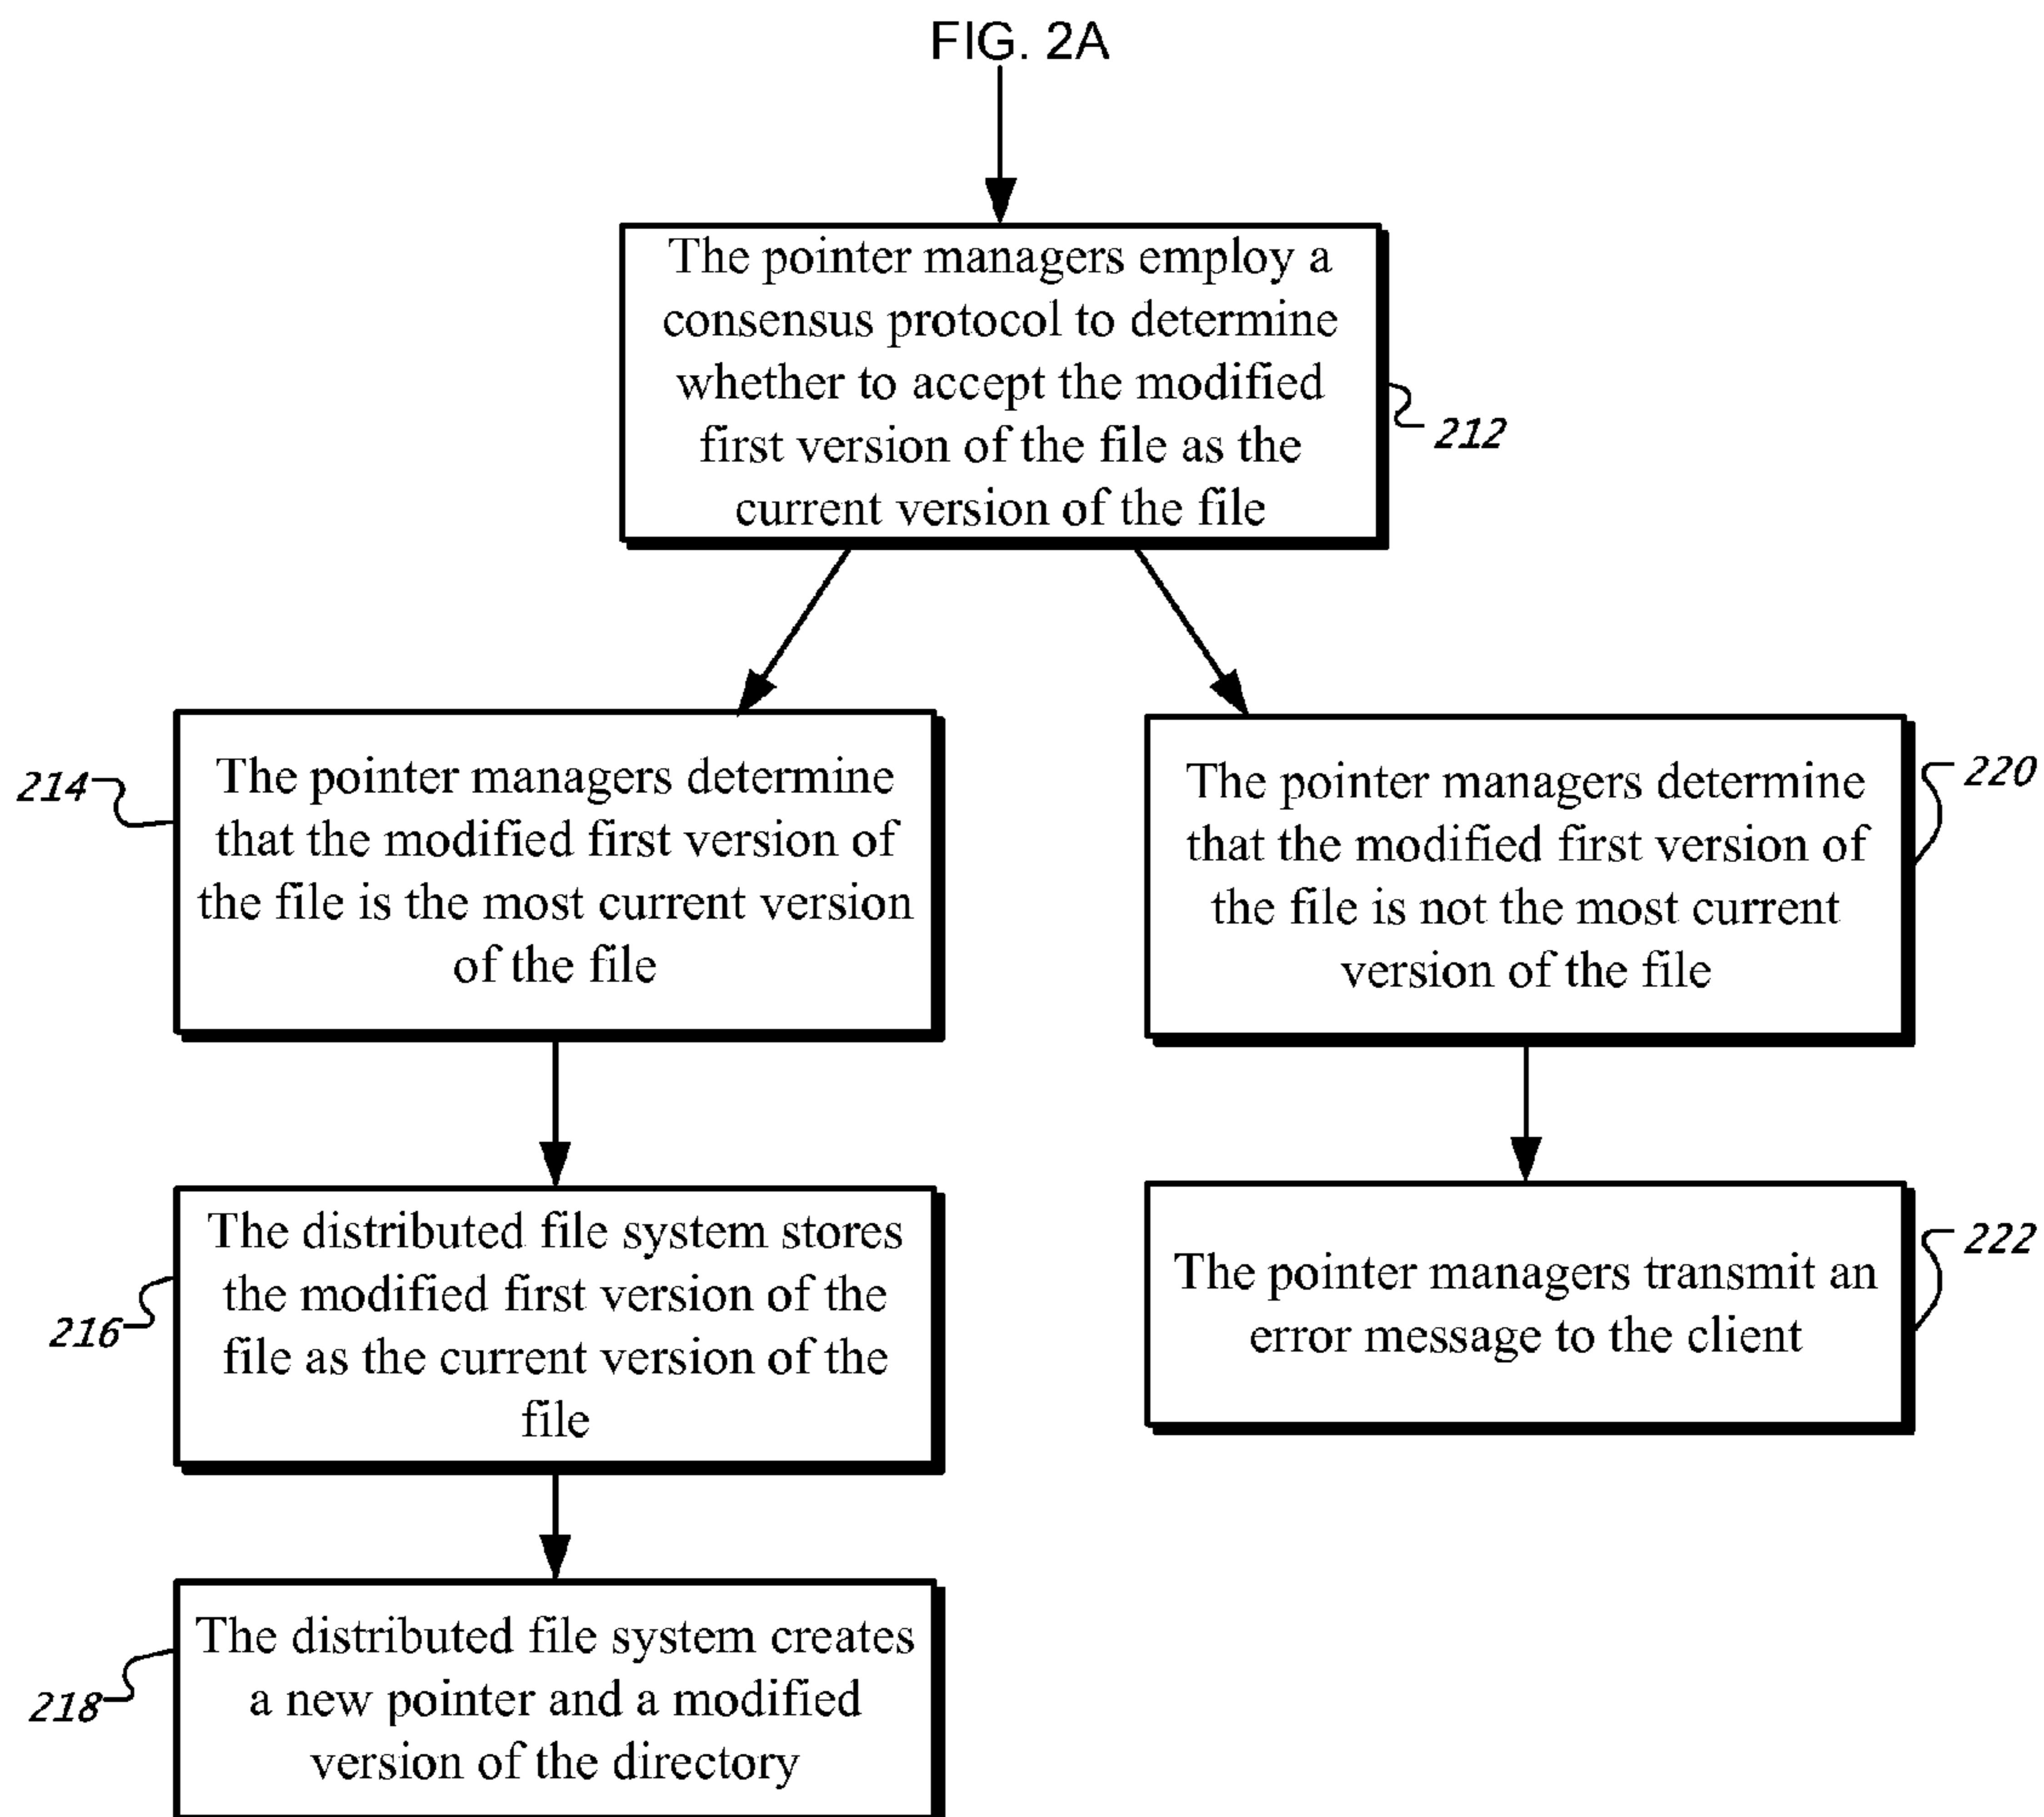 FIG. 2A
The pointer managers employ a
consensus protocol to determine
whether to accept the modified
first version of the file as the
current version of the file
212
214
The pointer managers determine
that the modified first version of
the file is the most current version
of the file
220
The pointer managers determine
that the modified first version of
the file is not the most current
version of the file
216
The distributed file system stores
the modified first version of the
file as the current version of the
file
222
The pointer managers transmit an
error message to the client
218
The distributed file system creates
a new pointer and a modified
version of the directory